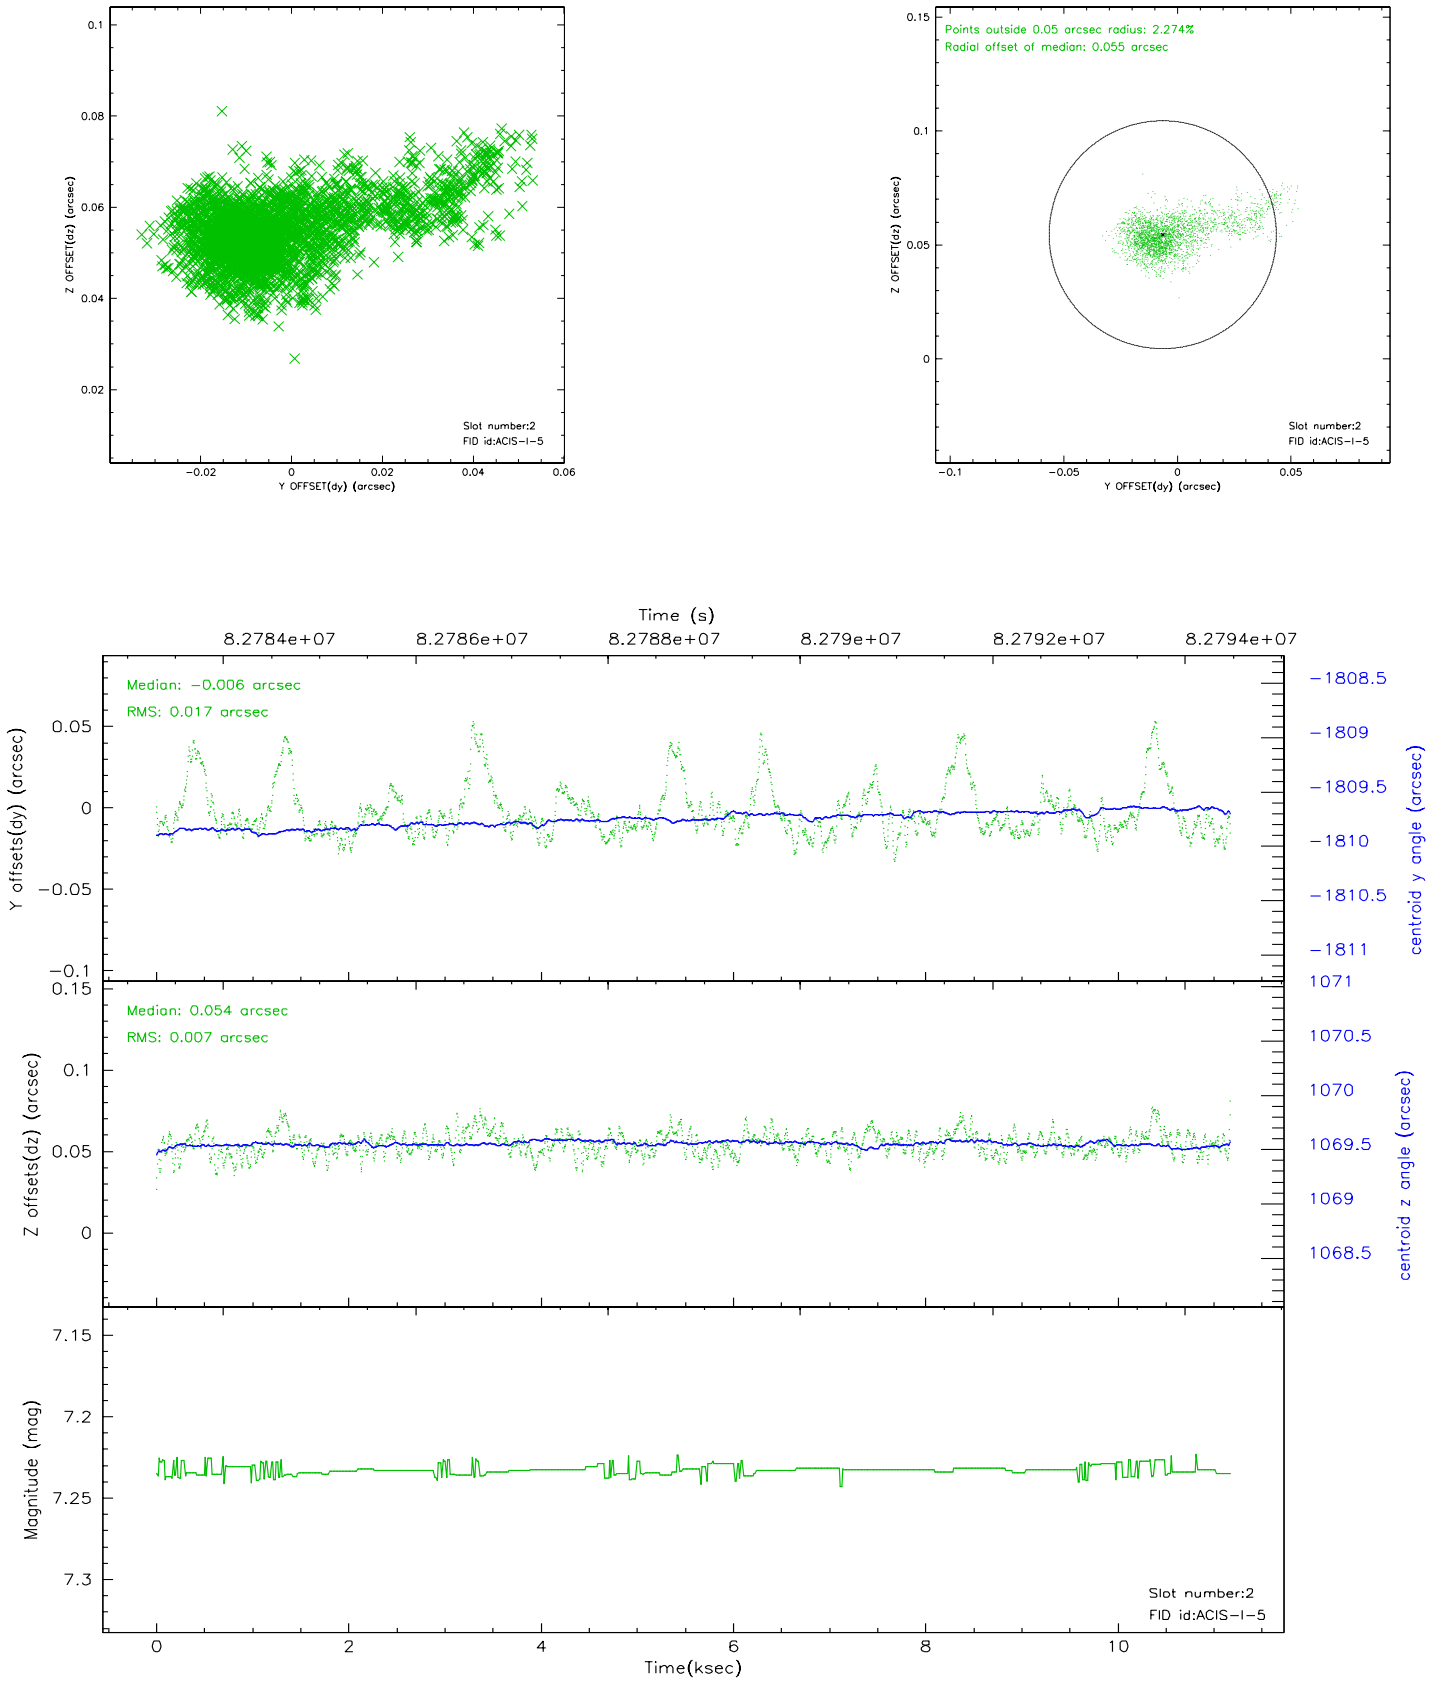 0.1
0.08
0.06
0.04
0.02
Z OFFSET(dz) (arcsec)
Slot number:2
FID id:ACIS-I-5
-0.02 0 0.02 0.04 0.06
Y OFFSET(dy) (arcsec)
Points outside 0.05 arcsec radius: 2.274%
Radial offset of median: 0.055 arcsec
0.15
0.1
0.05
0
Z OFFSET(dz) (arcsec)
Slot number:2
FID id:ACIS-I-5
-0.1 -0.05 0 0.05
Y OFFSET(dy) (arcsec)
Time (s)
8.2784e+07 8.2786e+07 8.2788e+07 8.279e+07 8.2792e+07 8.2794e+07
Median: -0.006 arcsec
RMS: 0.017 arcsec
0.05
0
-0.05
-0.1
Y offsets(dy) (arcsec)
-1808.5
-1809
-1809.5
-1810
-1810.5
-1811
centroid y angle (arcsec)
Median: 0.054 arcsec
RMS: 0.007 arcsec
0.15
0.1
0.05
0
Z offsets(dz) (arcsec)
1071
1070.5
1070
1069.5
1069
1068.5
centroid z angle (arcsec)
7.15
7.2
7.25
7.3
Magnitude (mag)
Slot number:2
FID id:ACIS-I-5
0 2 4 6 8 10
Time(ksec)